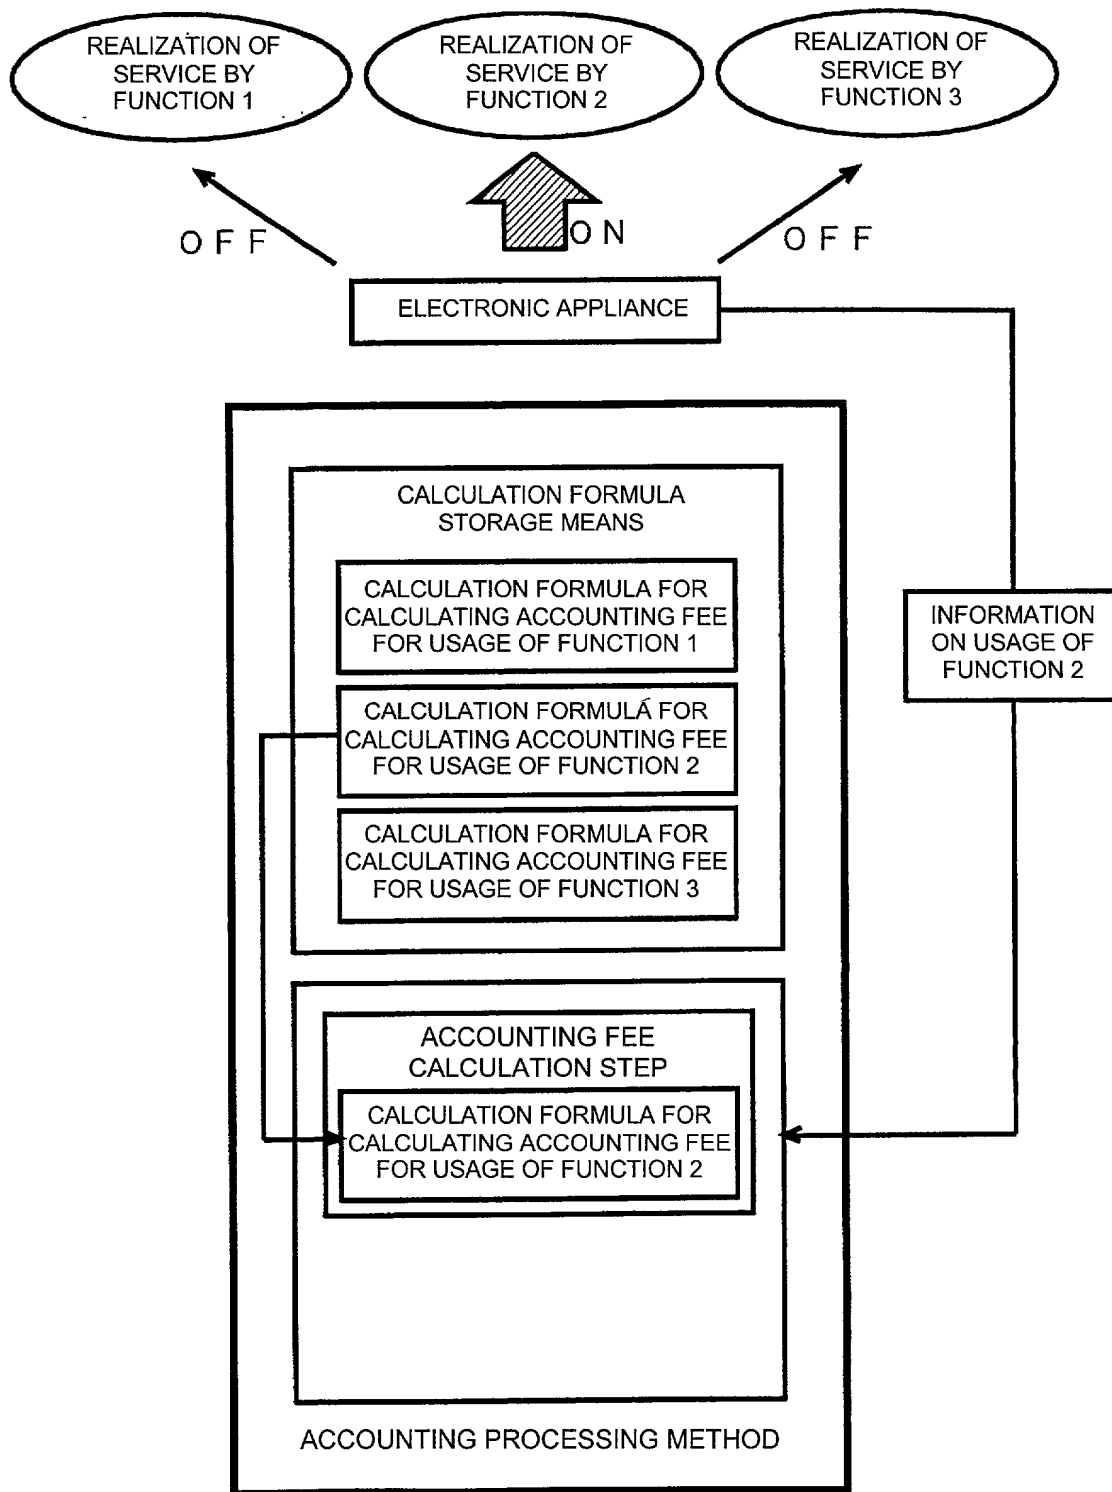 REALIZATION OF
SERVICE BY
FUNCTION 1
REALIZATION OF
SERVICE BY
FUNCTION 2
REALIZATION OF
SERVICE BY
FUNCTION 3
OFF
ON
OFF
ELECTRONIC APPLIANCE
CALCULATION FORMULA
STORAGE MEANS
CALCULATION FORMULA FOR
CALCULATING ACCOUNTING FEE
FOR USAGE OF FUNCTION 1
CALCULATION FORMULA FOR
CALCULATING ACCOUNTING FEE
FOR USAGE OF FUNCTION 2
CALCULATION FORMULA FOR
CALCULATING ACCOUNTING FEE
FOR USAGE OF FUNCTION 3
INFORMATION
ON USAGE OF
FUNCTION 2
ACCOUNTING FEE
CALCULATION STEP
CALCULATION FORMULA FOR
CALCULATING ACCOUNTING FEE
FOR USAGE OF FUNCTION 2
ACCOUNTING PROCESSING METHOD